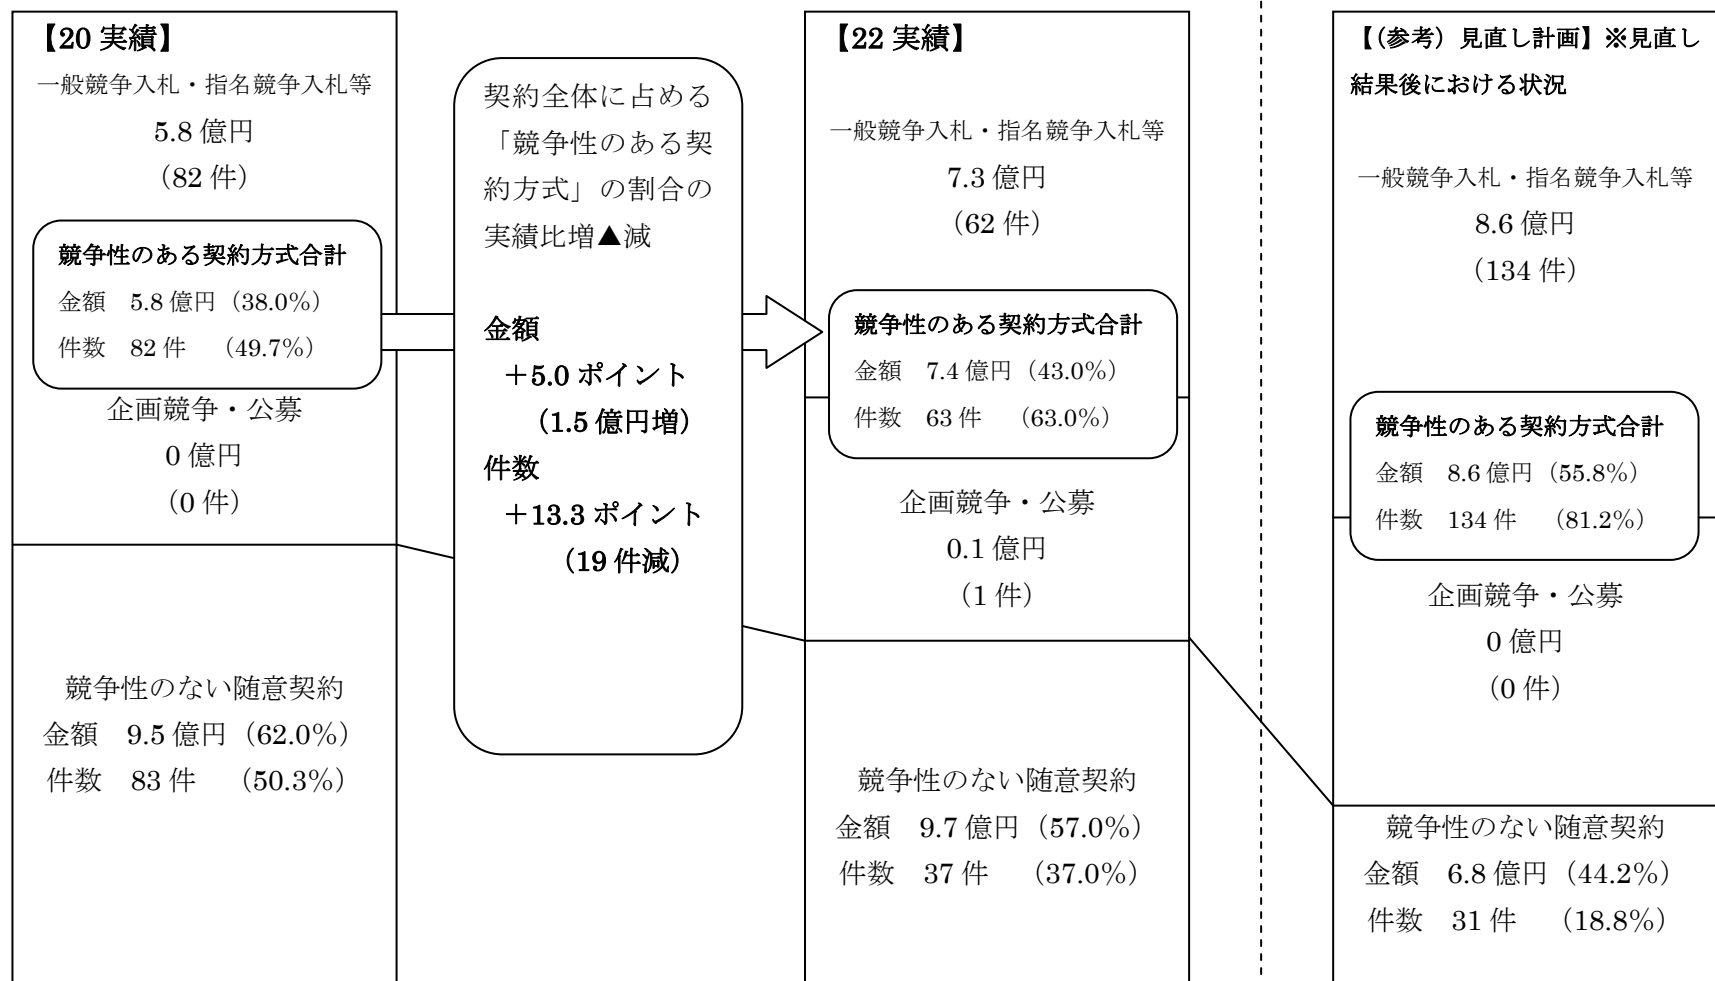 【20 実績】
一般競争入札・指名競争入札等
5.8 億円
（82 件）
競争性のある契約方式合計
金額　5.8 億円（38.0%）
件数　82 件　（49.7%）
企画競争・公募
0 億円
（0 件）
競争性のない随意契約
金額　9.5 億円（62.0%）
件数　83 件　（50.3%）
契約全体に占める
「競争性のある契
約方式」の割合の
実績比増▲減
金額
＋5.0 ポイント
（1.5 億円増）
件数
＋13.3 ポイント
（19 件減）
【22 実績】
一般競争入札・指名競争入札等
7.3 億円
（62 件）
競争性のある契約方式合計
金額　7.4 億円（43.0%）
件数　63 件　（63.0%）
企画競争・公募
0.1 億円
（1 件）
競争性のない随意契約
金額　9.7 億円（57.0%）
件数　37 件　（37.0%）
【（参考）見直し計画】※見直し
結果後における状況
一般競争入札・指名競争入札等
8.6 億円
（134 件）
競争性のある契約方式合計
金額　8.6 億円（55.8%）
件数　134 件　（81.2%）
企画競争・公募
0 億円
（0 件）
競争性のない随意契約
金額　6.8 億円（44.2%）
件数　31 件　（18.8%）